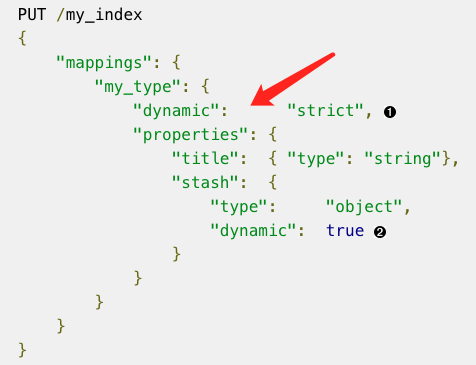 PUT /my_index
{
    "mappings": {
        "my_type": {
            "dynamic":      "strict", ❶
            "properties": {
                "title":  { "type": "string"},
                "stash":  {
                    "type":     "object",
                    "dynamic":  true ❷
                }
            }
        }
    }
}